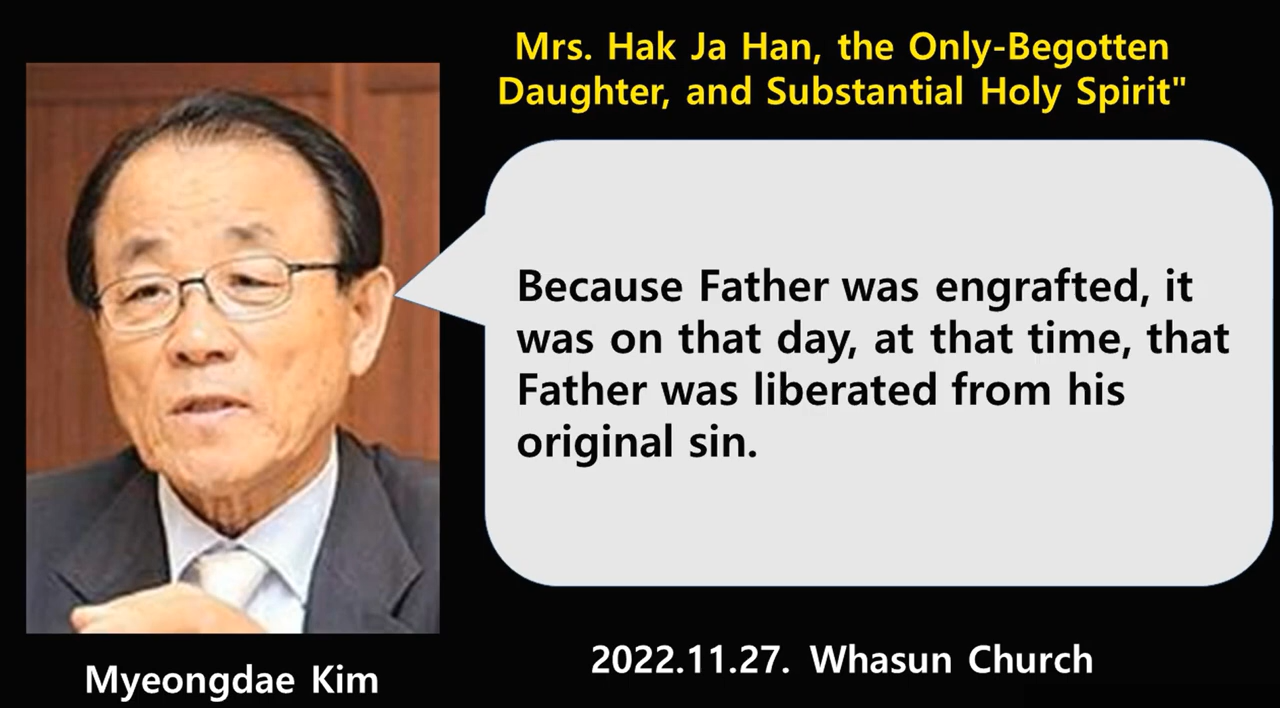 Mrs. Hak Ja Han, the Only-Begotten
Daughter, and Substantial Holy Spirit"
Because Father was engrafted, it
was on that day, at that time, that
Father was liberated from his
original sin.
2022.11.27. Whasun Church
Myeongdae Kim